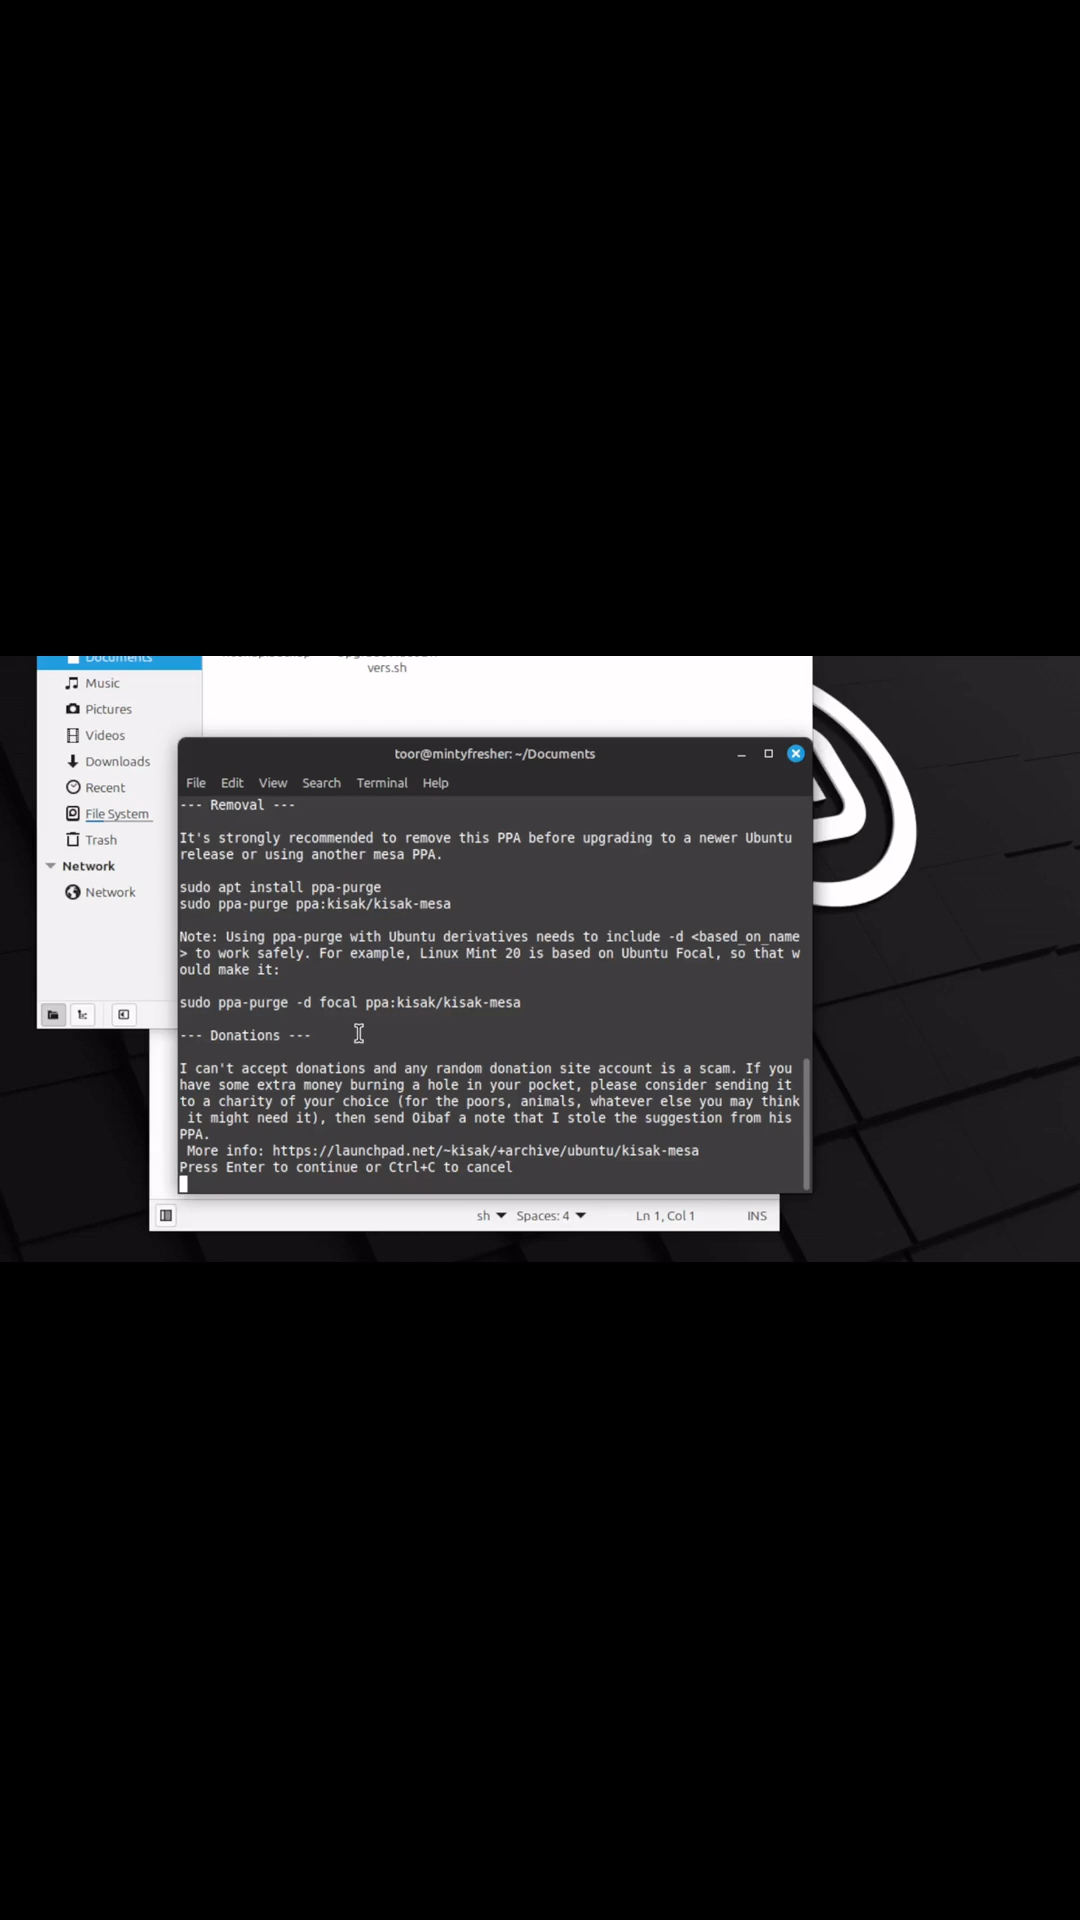 Documents
vers.sh
Music
Pictures
Videos
Downloads
Recent
File System
Trash
Network
Network
toor@mintyfresher: ~/Documents
File Edit View Search Terminal Help
--- Removal ---
It's strongly recommended to remove this PPA before upgrading to a newer Ubuntu
release or using another mesa PPA.
sudo apt install ppa-purge
sudo ppa-purge ppa:kisak/kisak-mesa
Note: Using ppa-purge with Ubuntu derivatives needs to include -d <based_on_name
> to work safely. For example, Linux Mint 20 is based on Ubuntu Focal, so that w
ould make it:
sudo ppa-purge -d focal ppa:kisak/kisak-mesa
--- Donations ---
I can't accept donations and any random donation site account is a scam. If you
have some extra money burning a hole in your pocket, please consider sending it
to a charity of your choice (for the poors, animals, whatever else you may think
it might need it), then send Oibaf a note that I stole the suggestion from his
PPA.
More info: https://launchpad.net/~kisak/+archive/ubuntu/kisak-mesa
Press Enter to continue or Ctrl+C to cancel
sh Spaces: 4 Ln 1, Col 1 INS